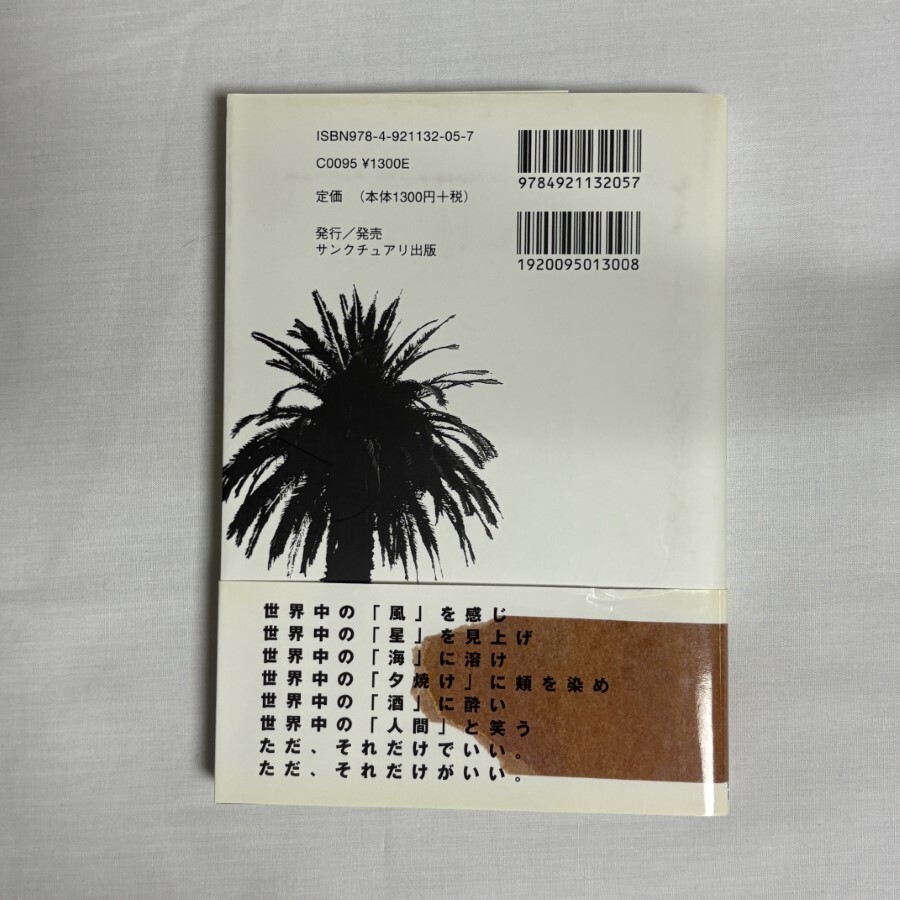 ISBN978-4-921132-05-7
C0095 ¥1300E
定価 (本体1300円+税)
発行/発売
サンクチュアリ出版
9784921132057
1920095013008
世界中の「風」を感じ
世界中の「星」を見上げ
世界中の「海」に溶け
世界中の「夕焼け」に頬を染め
世界中の「酒」に酔い
世界中の「人間」と笑う
ただ、それだけでいい。
ただ、それだけがいい。